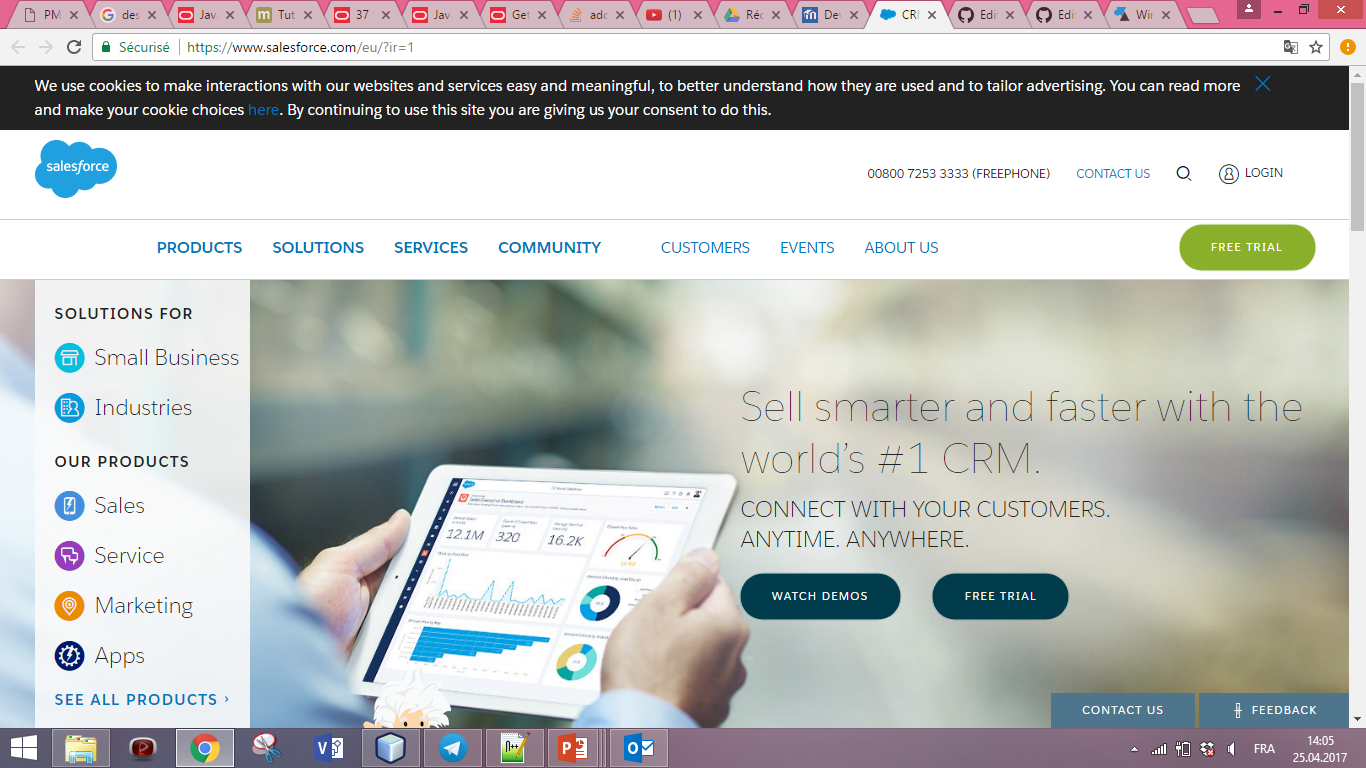 PM
des
Jav
Tut
37
Jav
Get
adc
(1)
Réc
De
CR
Edi
Edi
Wir
Sécurisé
https://www.salesforce.com/eu/?ir=1
We use cookies to make interactions with our websites and services easy and meaningful, to better understand how they are used and to tailor advertising. You can read more
and make your cookie choices here. By continuing to use this site you are giving us your consent to do this.
salesforce
00800 7253 3333 (FREEPHONE)
CONTACT US
LOGIN
PRODUCTS
SOLUTIONS
SERVICES
COMMUNITY
CUSTOMERS
EVENTS
ABOUT US
FREE TRIAL
SOLUTIONS FOR
Small Business
Industries
OUR PRODUCTS
Sales
Service
Marketing
Apps
SEE ALL PRODUCTS ›
Sell smarter and faster with the
world's #1 CRM.
CONNECT WITH YOUR CUSTOMERS.
ANYTIME. ANYWHERE.
WATCH DEMOS
FREE TRIAL
12.1M
320
16.2K
CONTACT US
FEEDBACK
FRA
14:05
25.04.2017